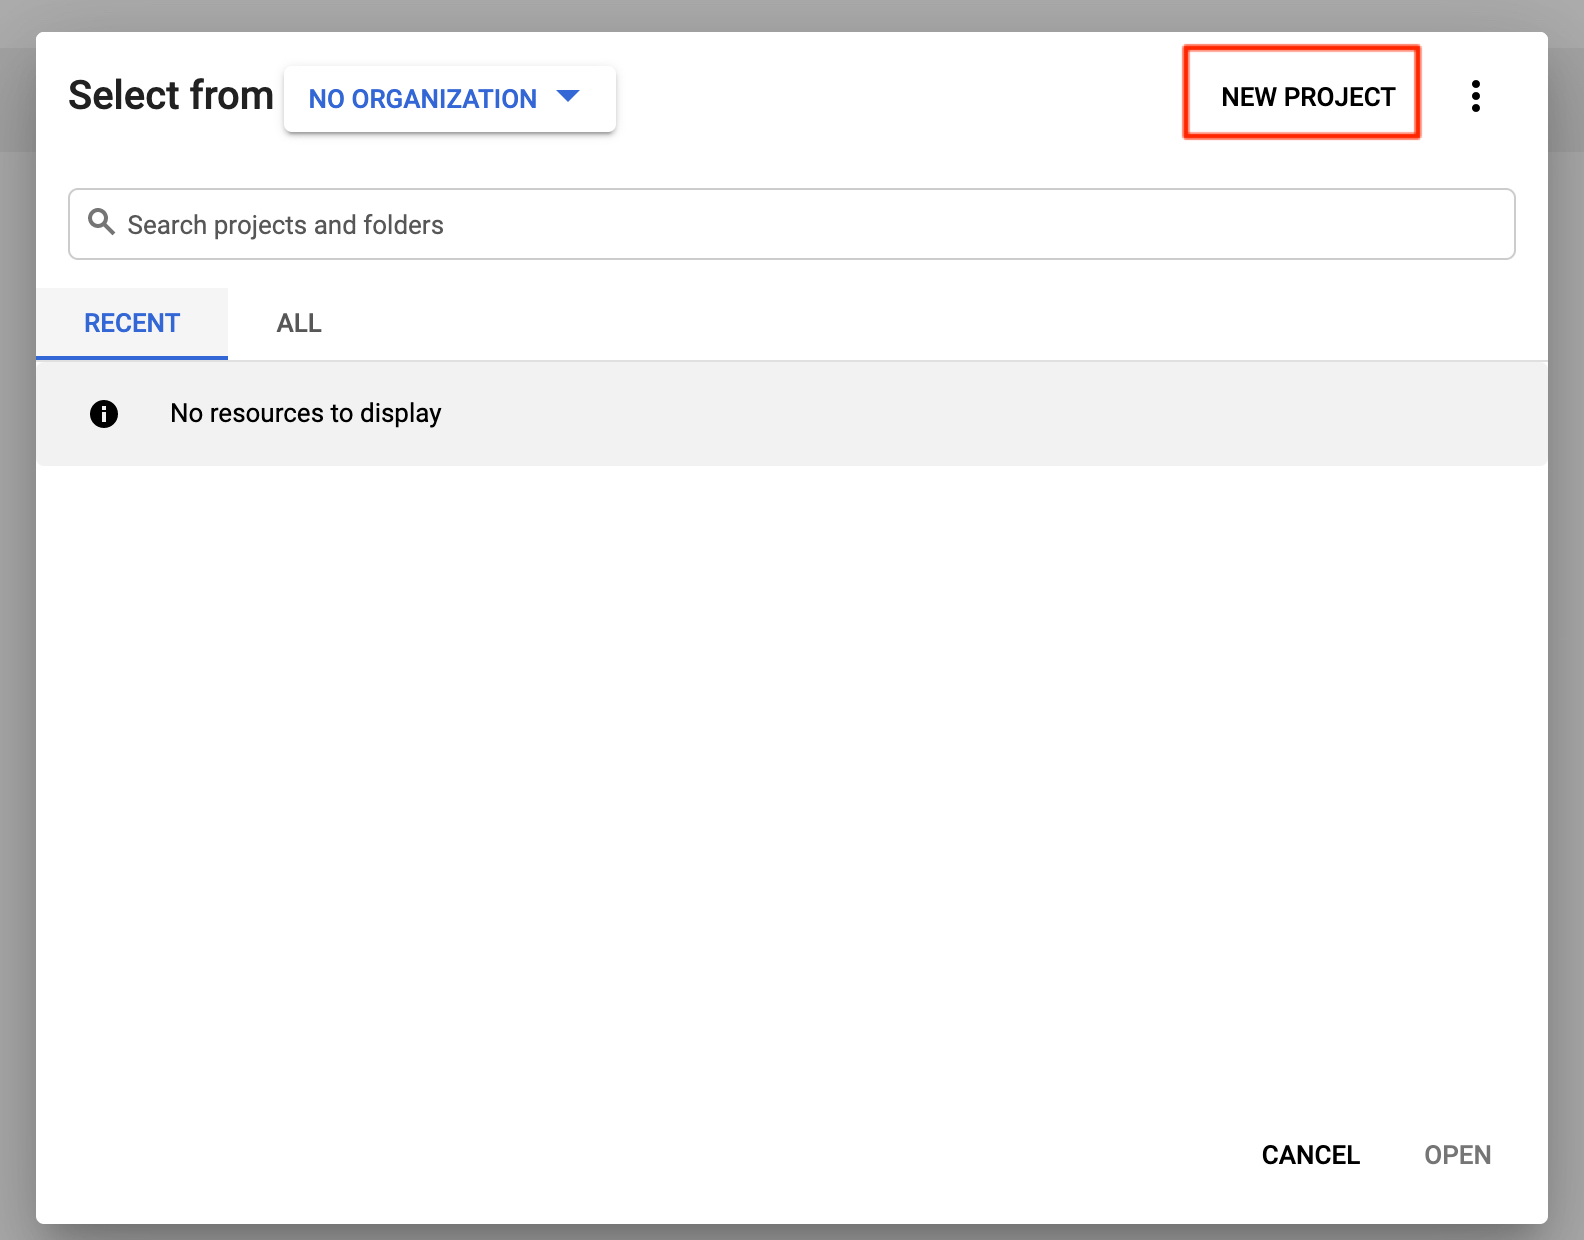 Select from
NO ORGANIZATION
NEW PROJECT
Search projects and folders
RECENT
ALL
No resources to display
CANCEL
OPEN